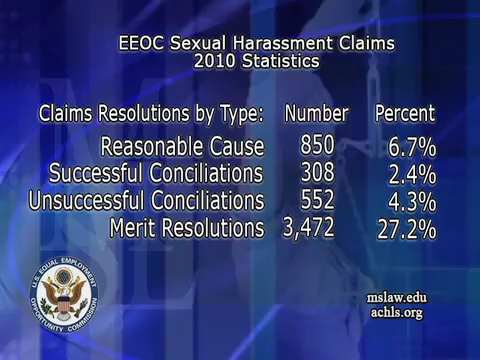 EEOC Sexual Harassment Claims
2010 Statistics
Claims Resolutions by Type: Number Percent
Reasonable Cause 850 6.7%
Successful Conciliations 308 2.4%
Unsuccessful Conciliations 552 4.3%
Merit Resolutions 3,472 27.2%
U.S. EQUAL EMPLOYMENT
OPPORTUNITY COMMISSION
mslaw.edu
achls.org